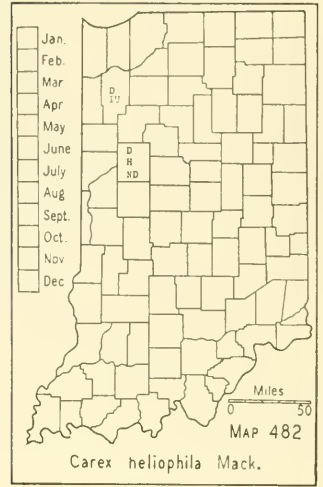 Jan.
Feb.
Mar
Apr
May
June
July
Aug
Sept.
Oct.
Nov
Dec
D
IU
D
H
ND
Miles
0 50
MAP 482
Carex heliophila Mack.